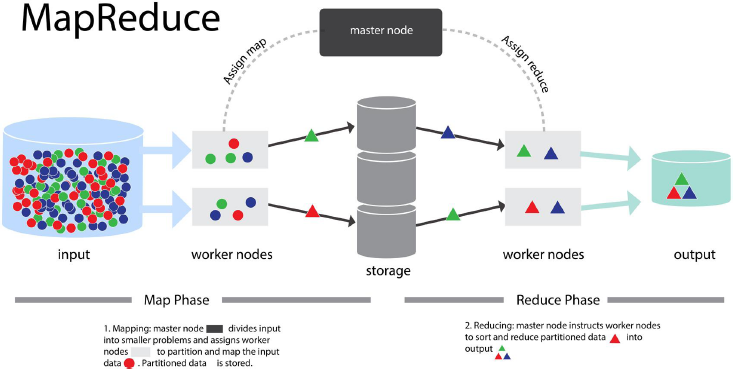 MapReduce
master node
Assign map
Assign reduce
input
worker nodes
storage
worker nodes
output
Map Phase
Reduce Phase
1. Mapping: master node divides input
into smaller problems and assigns worker
nodes to partition and map the input
data . Partitioned data is stored.
2. Reducing: master node instructs worker nodes
to sort and reduce partitioned data into
output